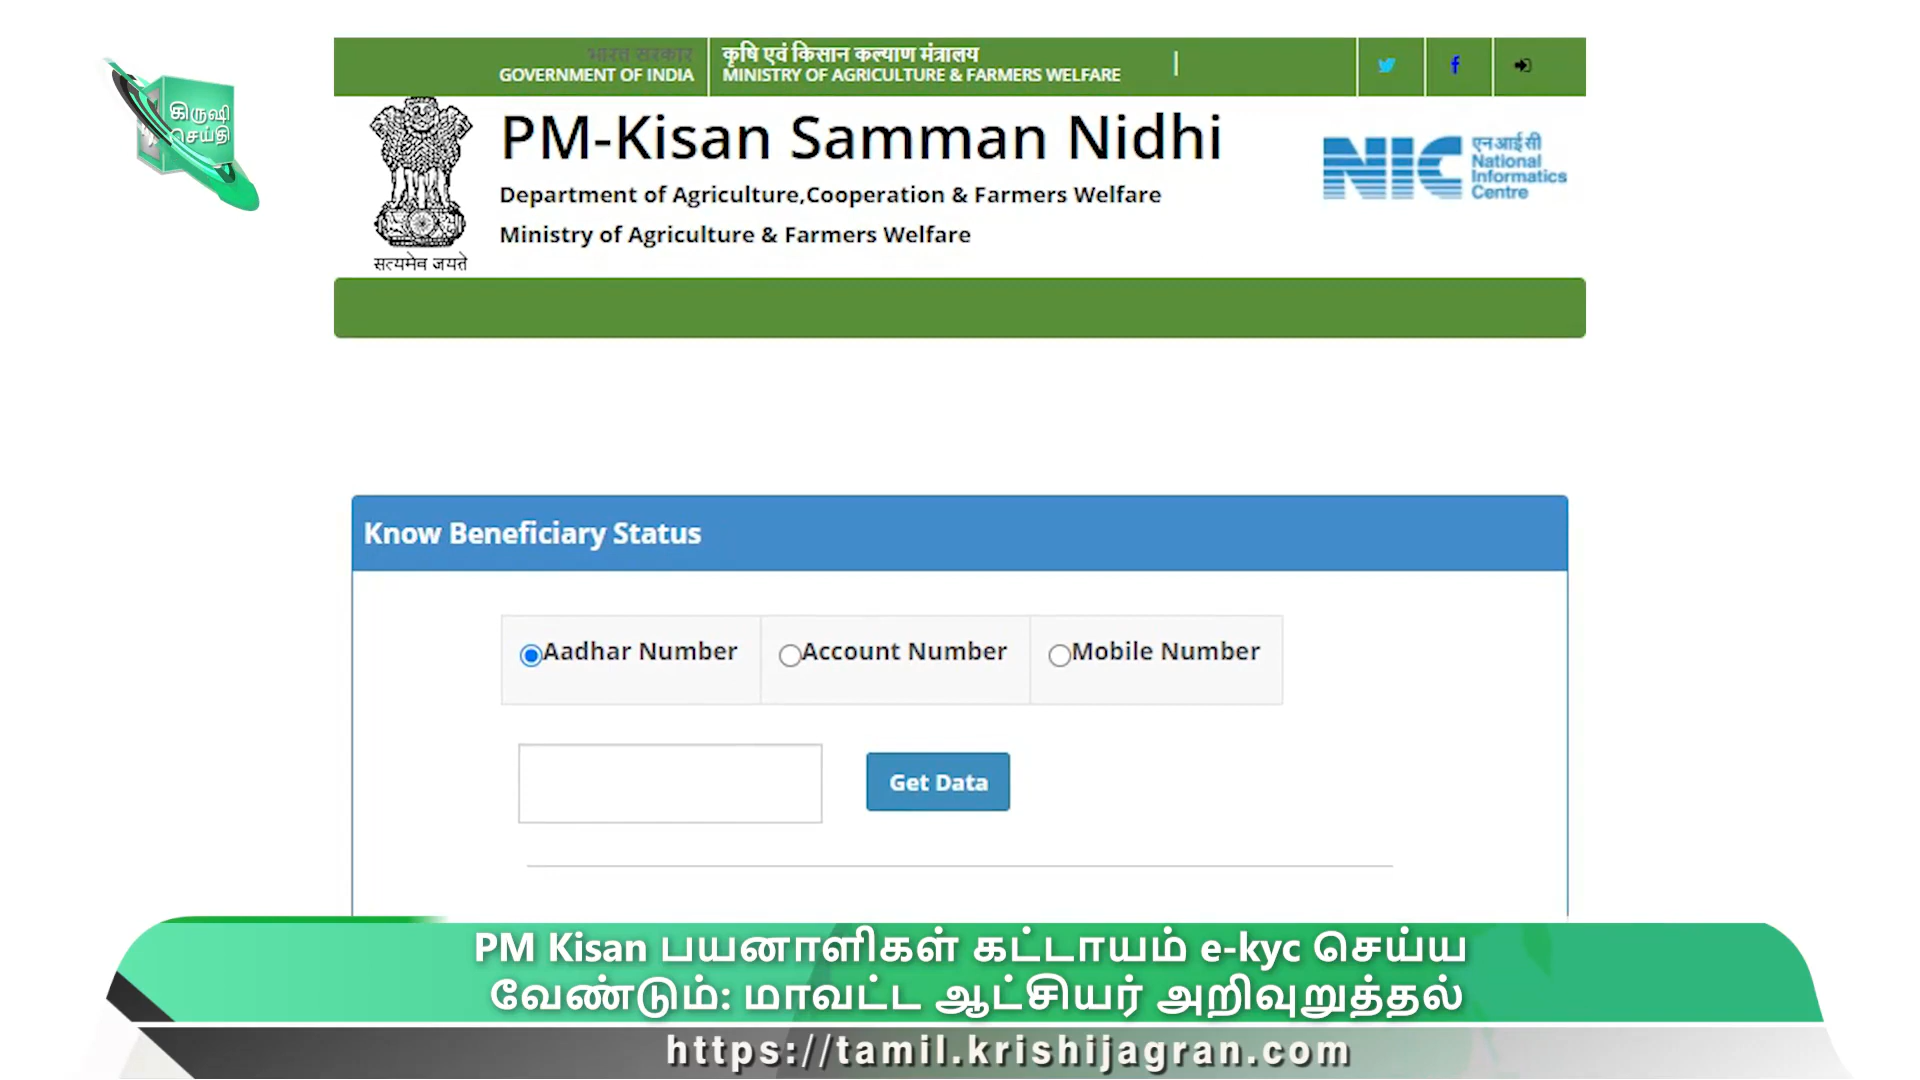 கிருஷி
செய்தி
भारत सरकार
GOVERNMENT OF INDIA
कृषि एवं किसान कल्याण मंत्रालय
MINISTRY OF AGRICULTURE & FARMERS WELFARE
PM-Kisan Samman Nidhi
Department of Agriculture,Cooperation & Farmers Welfare
Ministry of Agriculture & Farmers Welfare
सत्यमेव जयते
NIC
एन आई सी
National
Informatics
Centre
Know Beneficiary Status
Aadhar Number
Account Number
Mobile Number
Get Data
PM Kisan பயனாளிகள் கட்டாயம் e-kyc செய்ய
வேண்டும்: மாவட்ட ஆட்சியர் அறிவுறுத்தல்
https://tamil.krishijagran.com